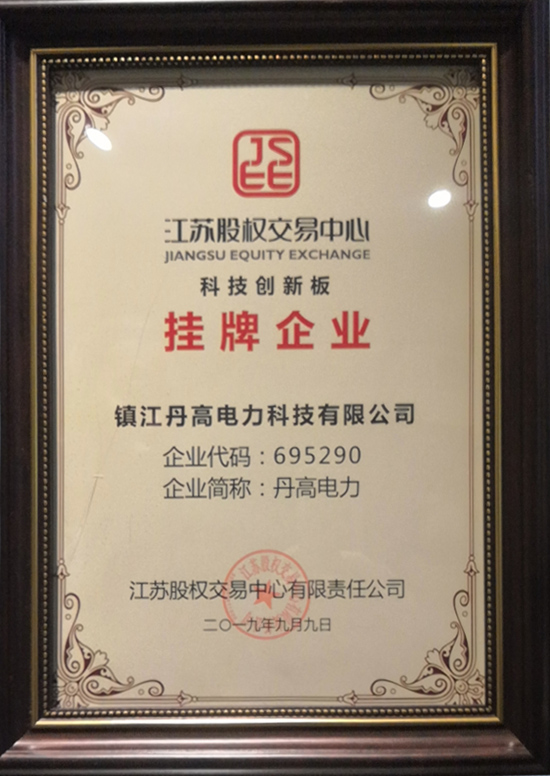 JSEE
江苏股权交易中心
JIANGSU EQUITY EXCHANGE
科技创新板
挂牌企业
镇江丹高电力科技有限公司
企业代码：695290
企业简称：丹高电力
江苏股权交易中心有限责任公司
二〇一九年九月九日